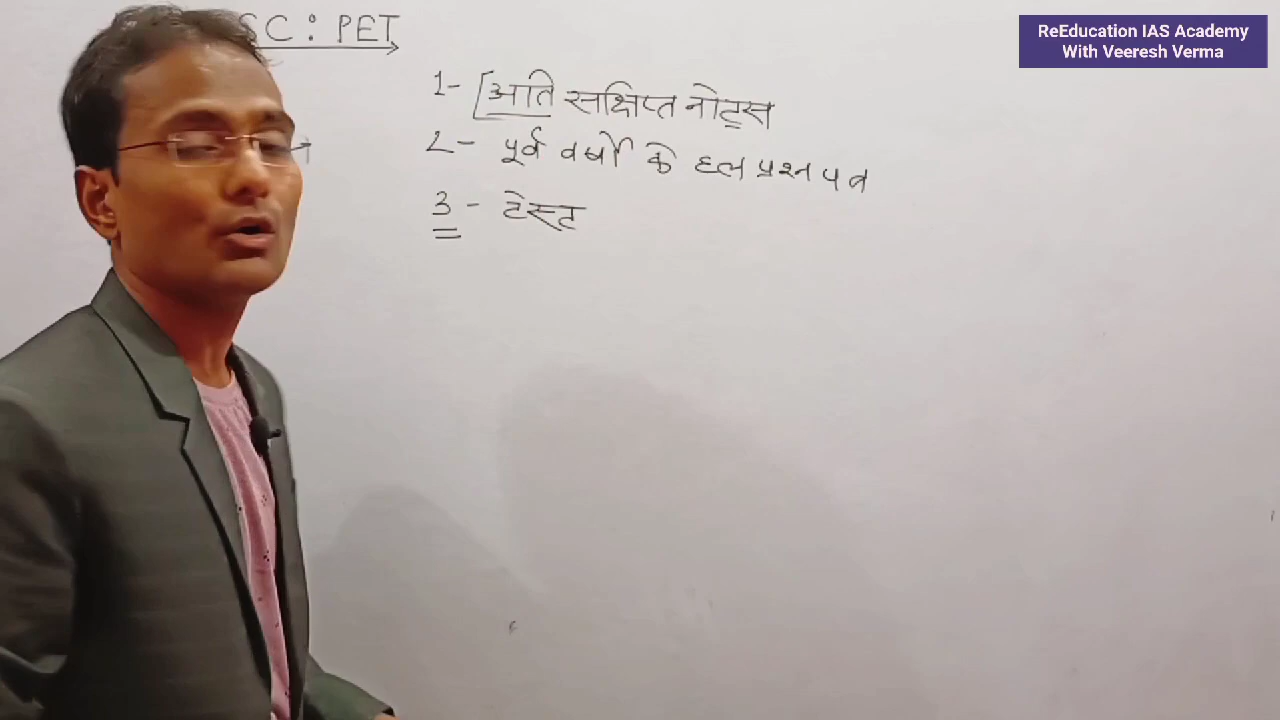 SC : PET
ReEducation IAS Academy
With Veeresh Verma
1- [अति सक्षिप्त नोट्स
2- पूर्व वर्षो के हल प्रश्न पत्र
3 - टेस्ट